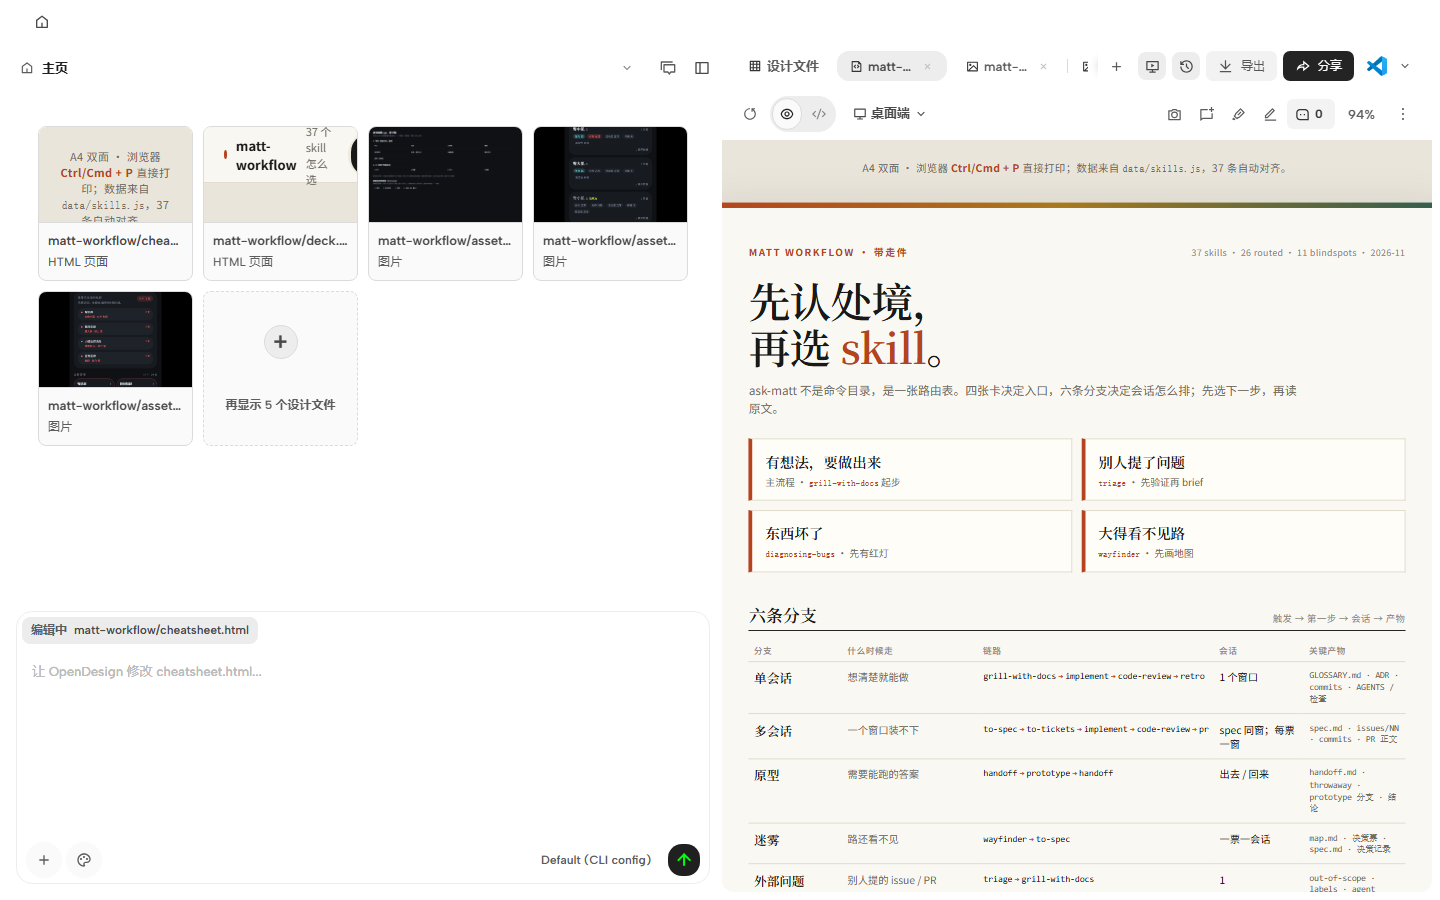 主页
A4 双面 · 浏览器
Ctrl/Cmd + P 直接打
印；数据来自
data/skills.js，37
条自动对齐
matt-workflow/chea...
HTML 页面
matt-
workflow
37 个
skill
怎么
选
matt-workflow/deck....
HTML 页面
matt-workflow/asset...
图片
matt-workflow/asset...
图片
matt-workflow/asset...
图片
再显示 5 个设计文件
编辑中 matt-workflow/cheatsheet.html
让 OpenDesign 修改 cheatsheet.html...
Default (CLI config)
设计文件
matt-...
matt-...
导出
分享
桌面端
0
94%
A4 双面 · 浏览器 Ctrl/Cmd + P 直接打印；数据来自 data/skills.js，37 条自动对齐。
MATT WORKFLOW · 带走件
37 skills · 26 routed · 11 blindspots · 2026-11
先认处境，
再选 skill。
ask-matt 不是命令目录，是一张路由表。四张卡决定入口，六条分支决定会话怎么排；先选下一步，再读
原文。
有想法，要做出来
主流程 · grill-with-docs 起步
别人提了问题
triage · 先验证再 brief
东西坏了
diagnosing-bugs · 先有红灯
大得看不见路
wayfinder · 先画地图
六条分支
触发 → 第一步 → 会话 → 产物
分支 什么时候走 链路 会话 关键产物
单会话 想清楚就能做 grill-with-docs → implement → code-review → retro 1 个窗口 GLOSSARY.md · ADR ·
commits · AGENTS /
检查
多会话 一个窗口装不下 to-spec → to-tickets → implement → code-review → pr spec 同窗；每票
一窗 spec.md · issues/NN
· commits · PR 正文
原型 需要能跑的答案 handoff → prototype → handoff 出去 / 回来 handoff.md ·
throwaway ·
prototype 分支 · 结
论
迷雾 路还看不见 wayfinder → to-spec 一票一会话 map.md · 决策票 ·
spec.md · 决策记录
外部问题 别人提的 issue / PR triage → grill-with-docs 1 out-of-scope ·
labels · agent